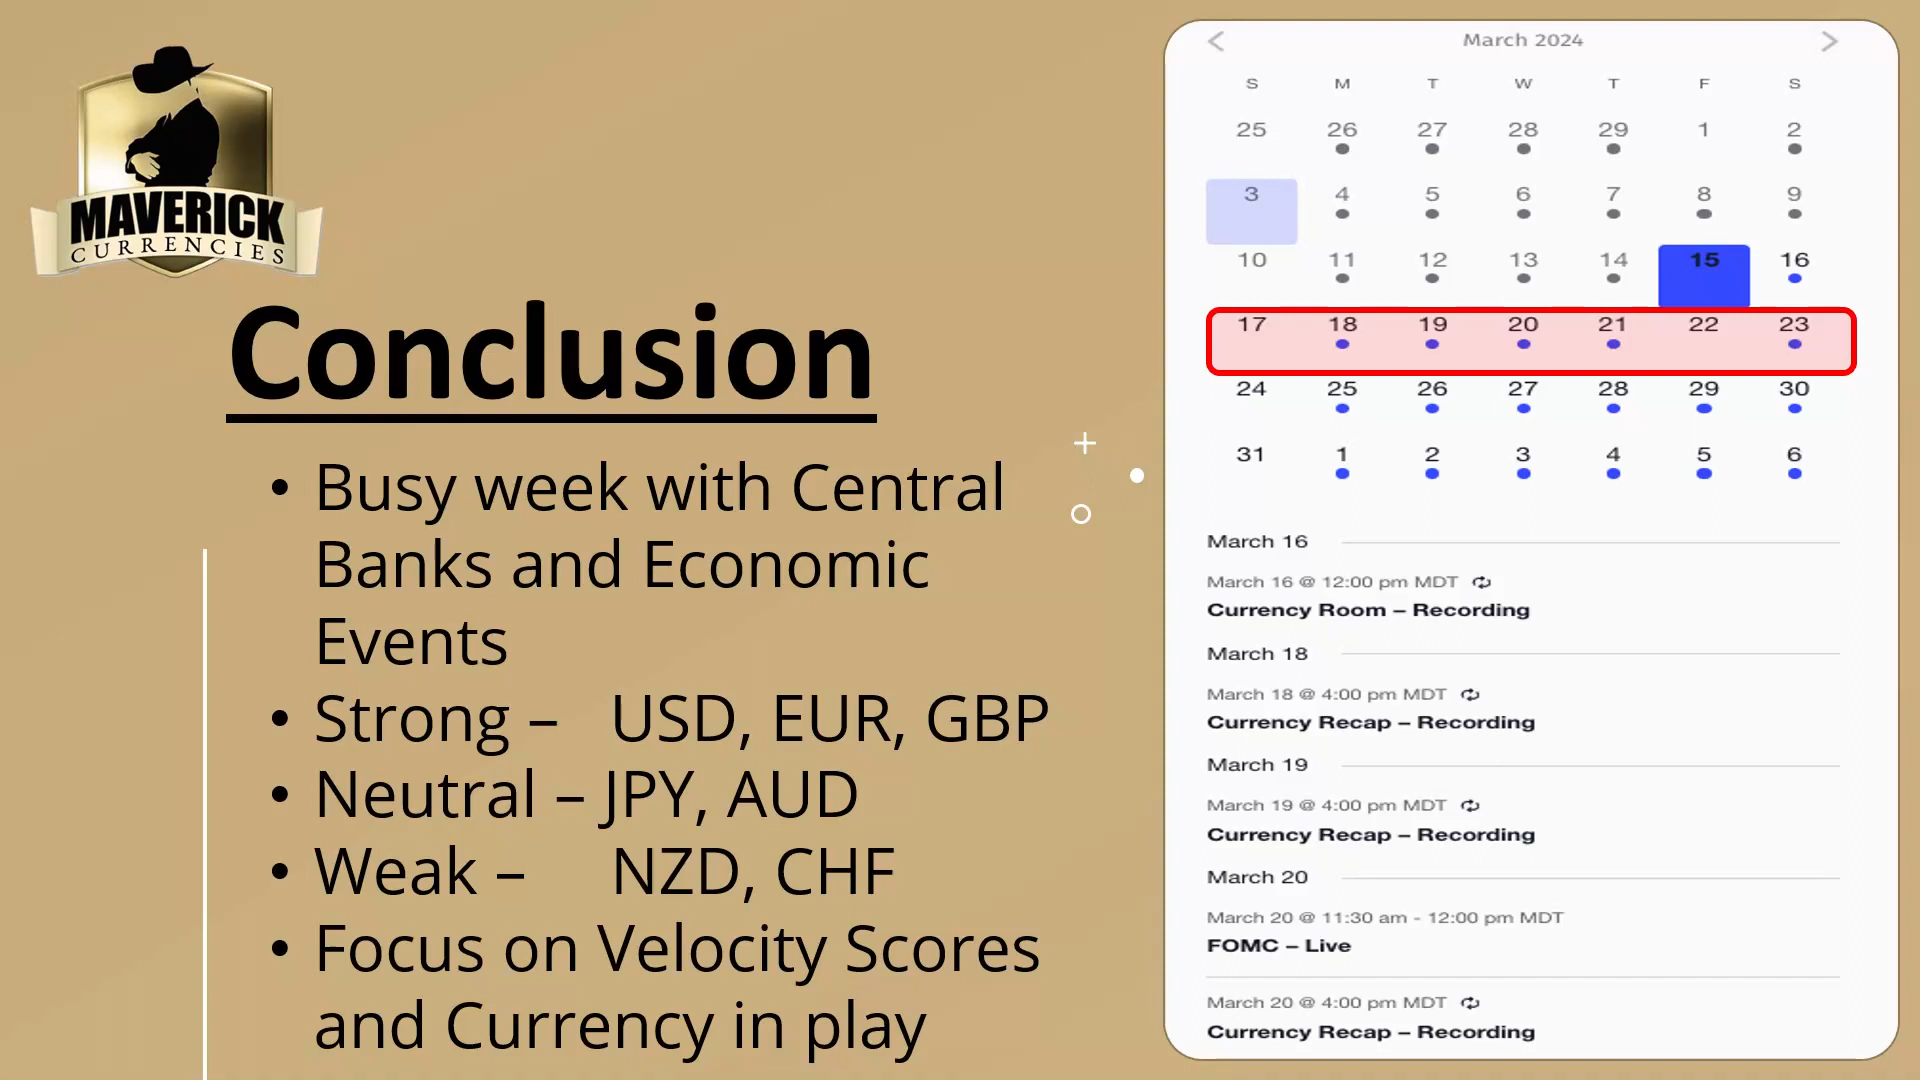 MAVERICK
CURRENCIES
Conclusion
• Busy week with Central
Banks and Economic
Events
• Strong – USD, EUR, GBP
• Neutral – JPY, AUD
• Weak – NZD, CHF
• Focus on Velocity Scores
and Currency in play
March 2024
S M T W T F S
25 26 27 28 29 1 2
3 4 5 6 7 8 9
10 11 12 13 14 15 16
17 18 19 20 21 22 23
24 25 26 27 28 29 30
31 1 2 3 4 5 6
March 16
March 16 @ 12:00 pm MDT
Currency Room – Recording
March 18
March 18 @ 4:00 pm MDT
Currency Recap – Recording
March 19
March 19 @ 4:00 pm MDT
Currency Recap – Recording
March 20
March 20 @ 11:30 am - 12:00 pm MDT
FOMC – Live
March 20 @ 4:00 pm MDT
Currency Recap – Recording